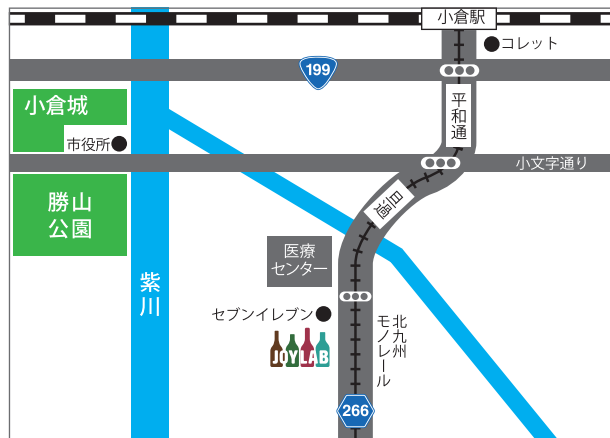 小倉駅
コレット
199
小倉城
平和通
市役所
小文字通り
勝山
公園
旦過
医療
センター
紫川
セブンイレブン
北九州
モノレール
JOYLAB
266